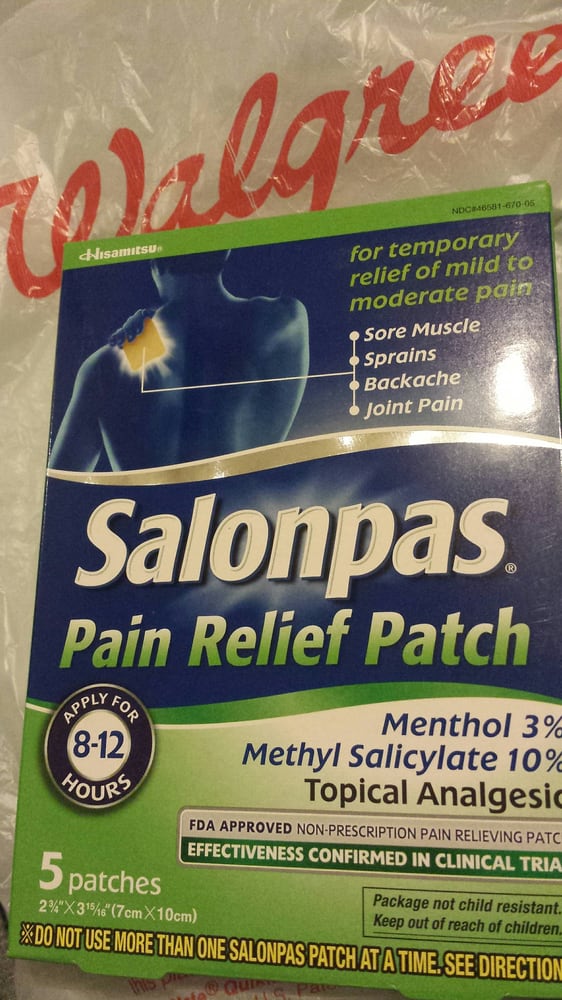 Walgree
NDC#46581-670-05
Hisamitsu®
for temporary
relief of mild to
moderate pain
Sore Muscle
Sprains
Backache
Joint Pain
Salonpas®
Pain Relief Patch
APPLY FOR
8-12
HOURS
Menthol 3%
Methyl Salicylate 10%
Topical Analgesic
FDA APPROVED NON-PRESCRIPTION PAIN RELIEVING PATC
EFFECTIVENESS CONFIRMED IN CLINICAL TRIA
5 patches
2¾"X3 15/16"(7cmX10cm)
Package not child resistant.
Keep out of reach of children.
※DO NOT USE MORE THAN ONE SALONPAS PATCH AT A TIME. SEE DIRECTION